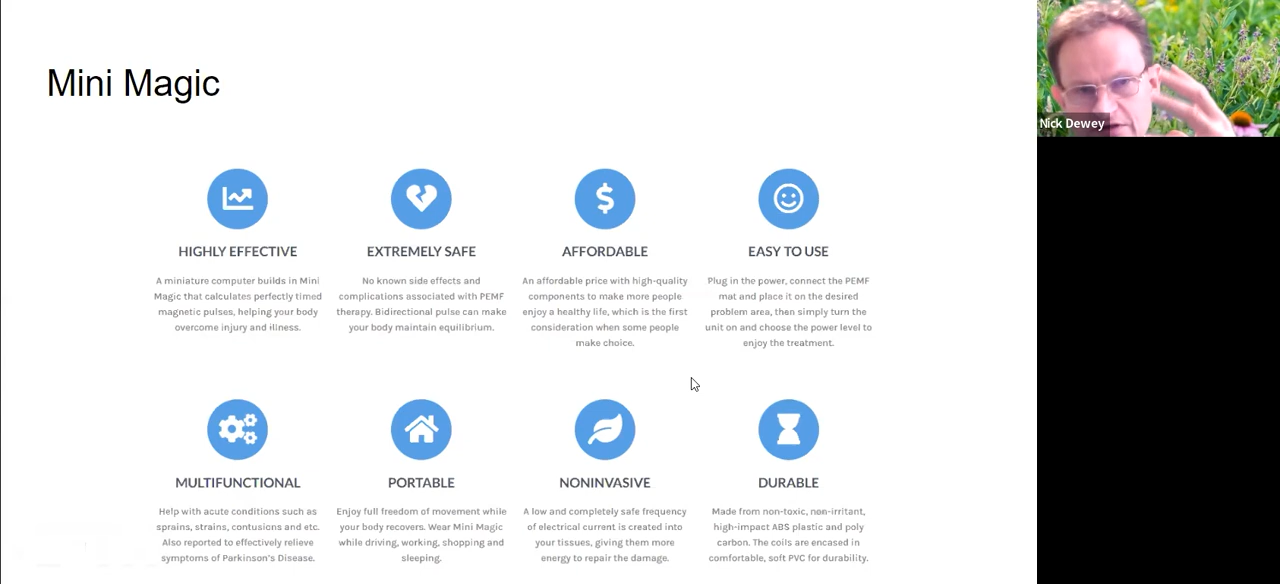 Mini Magic
Nick Dewey
HIGHLY EFFECTIVE
A miniature computer builds in Mini
Magic that calculates perfectly timed
magnetic pulses, helping your body
overcome injury and illness.
EXTREMELY SAFE
No known side effects and
complications associated with PEMF
therapy. Bidirectional pulse can make
your body maintain equilibrium.
AFFORDABLE
An affordable price with high-quality
components to make more people
enjoy a healthy life, which is the first
consideration when some people
make choice.
EASY TO USE
Plug in the power, connect the PEMF
mat and place it on the desired
problem area, then simply turn the
unit on and choose the power level to
enjoy the treatment.
MULTIFUNCTIONAL
Help with acute conditions such as
sprains, strains, contusions and etc.
Also reported to effectively relieve
symptoms of Parkinson's Disease.
PORTABLE
Enjoy full freedom of movement while
your body recovers. Wear Mini Magic
while driving, working, shopping and
sleeping.
NONINVASIVE
A low and completely safe frequency
of electrical current is created into
your tissues, giving them more
energy to repair the damage.
DURABLE
Made from non-toxic, non-irritant,
high-impact ABS plastic and poly
carbon. The coils are encased in
comfortable, soft PVC for durability.